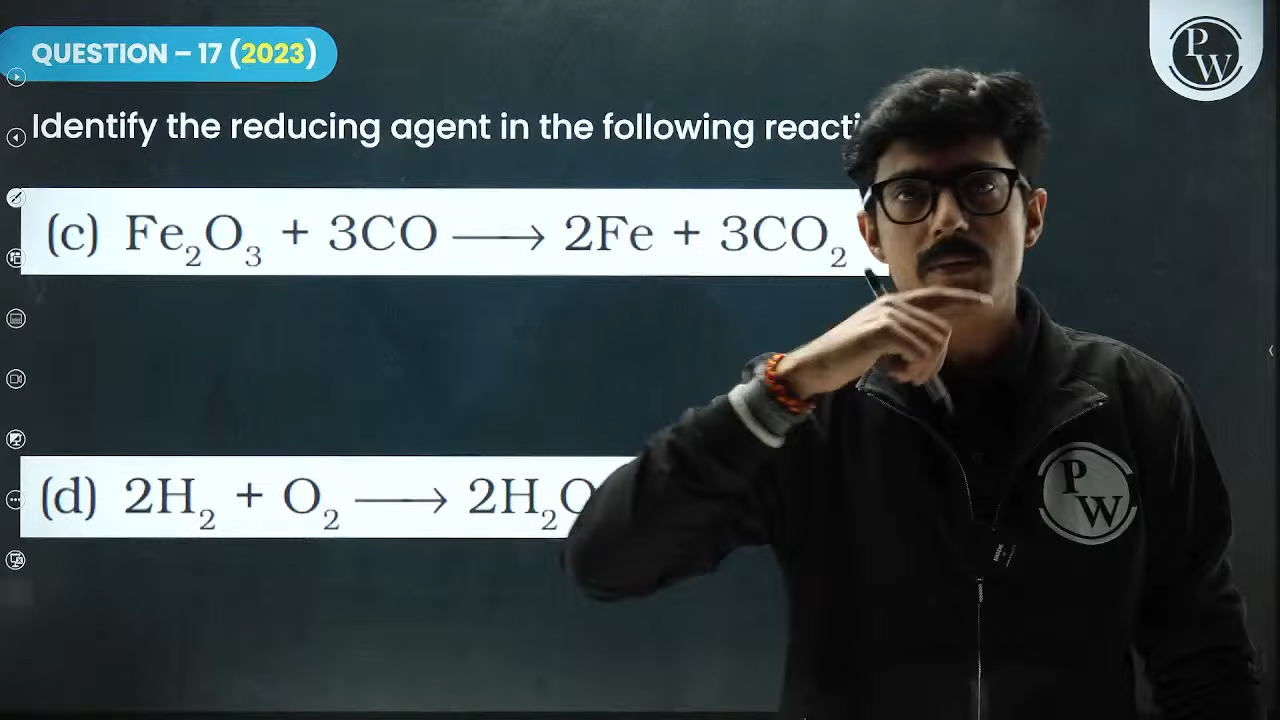 QUESTION – 17 (2023)
PW
Identify the reducing agent in the following
(c) Fe₂O₃ + 3CO ⟶ 2Fe + 3CO₂
(d) 2H₂ + O₂ ⟶ 2H₂O
PW